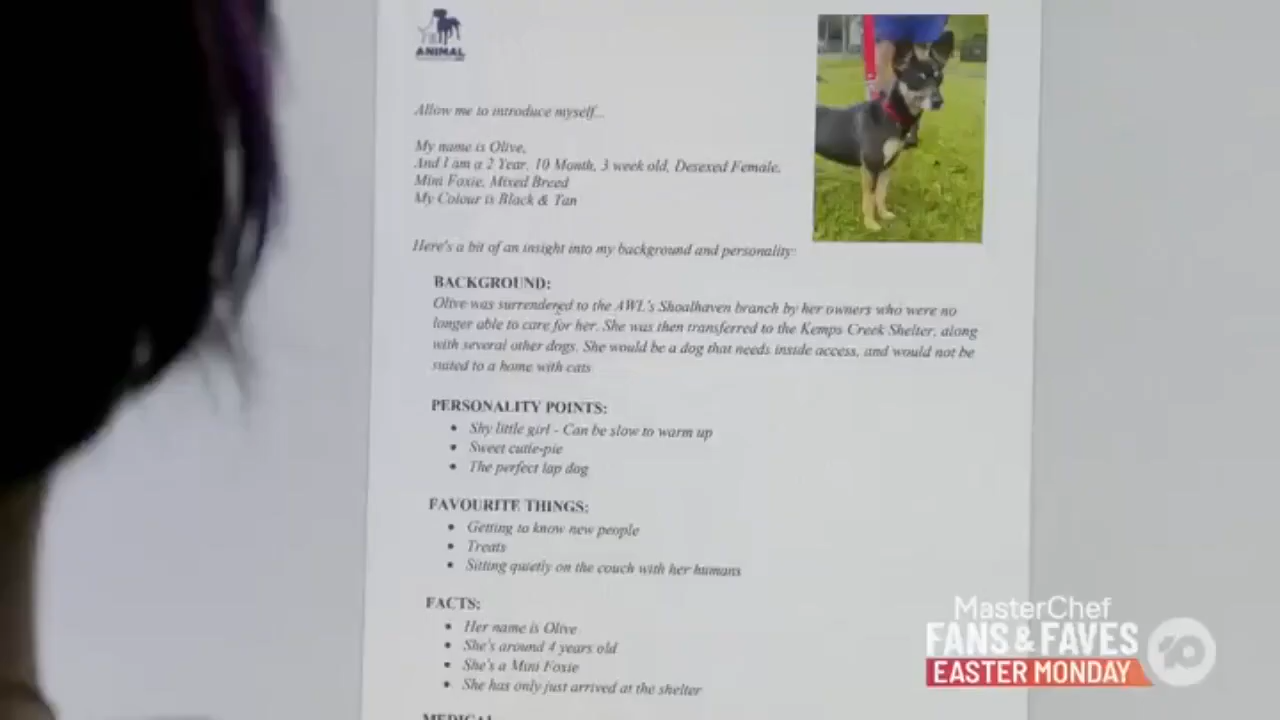 ANIMAL
Allow me to introduce myself...
My name is Olive,
And I am a 2 Year, 10 Month, 3 week old, Desexed Female,
Mini Foxie, Mixed Breed
My Colour is Black & Tan
Here's a bit of an insight into my background and personality:
BACKGROUND:
Olive was surrendered to the AWL's Shoalhaven branch by her owners who were no
longer able to care for her. She was then transferred to the Kemps Creek Shelter, along
with several other dogs. She would be a dog that needs inside access, and would not be
suited to a home with cats
PERSONALITY POINTS:
• Shy little girl - Can be slow to warm up
• Sweet cutie-pie
• The perfect lap dog
FAVOURITE THINGS:
• Getting to know new people
• Treats
• Sitting quietly on the couch with her humans
FACTS:
• Her name is Olive
• She's around 4 years old
• She's a Mini Foxie
• She has only just arrived at the shelter
MEDICAL
MasterChef
FANS & FAVES
EASTER MONDAY
10